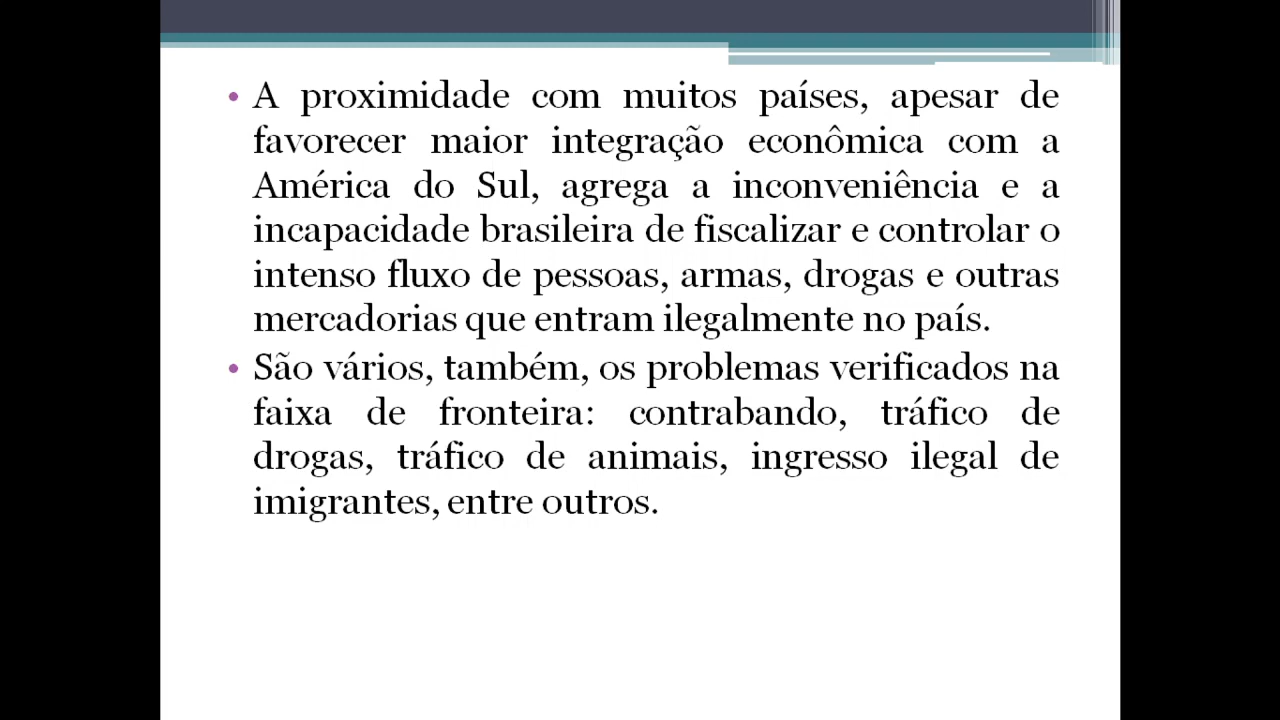 • A proximidade com muitos países, apesar de
favorecer maior integração econômica com a
América do Sul, agrega a inconveniência e a
incapacidade brasileira de fiscalizar e controlar o
intenso fluxo de pessoas, armas, drogas e outras
mercadorias que entram ilegalmente no país.
• São vários, também, os problemas verificados na
faixa de fronteira: contrabando, tráfico de
drogas, tráfico de animais, ingresso ilegal de
imigrantes, entre outros.